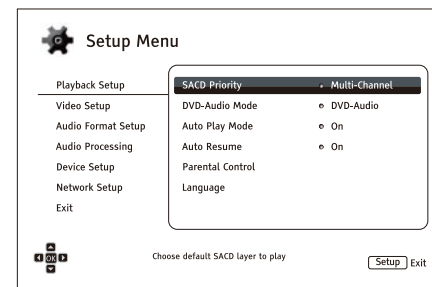 Setup Menu
Playback Setup
Video Setup
Audio Format Setup
Audio Processing
Device Setup
Network Setup
Exit
SACD Priority Multi-Channel
DVD-Audio Mode DVD-Audio
Auto Play Mode On
Auto Resume On
Parental Control
Language
OK
Choose default SACD layer to play
Setup Exit